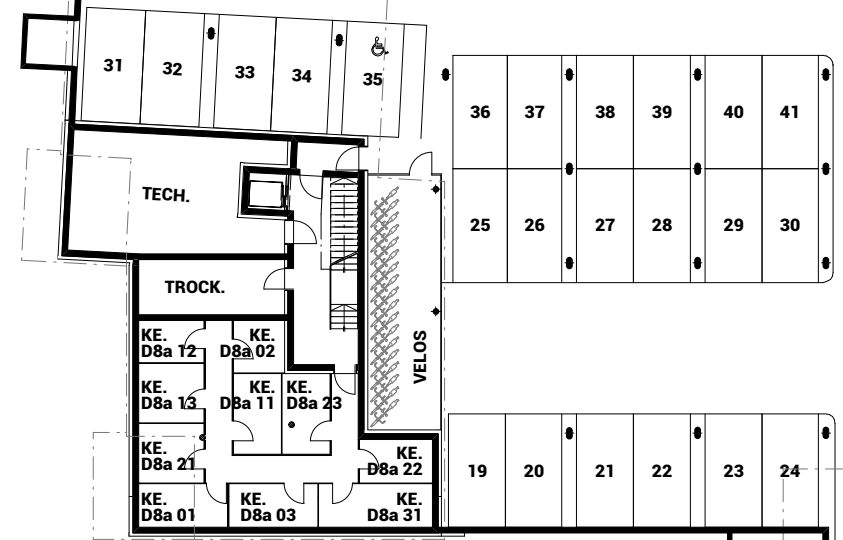 31
32
33
34
35
36
37
38
39
40
41
TECH.
25
26
27
28
29
30
TROCK.
VELOS
KE.
D8a 12
KE.
D8a 02
KE.
D8a 13
KE.
D8a 11
KE.
D8a 23
KE.
D8a 21
KE.
D8a 22
KE.
D8a 01
KE.
D8a 03
KE.
D8a 31
19
20
21
22
23
24